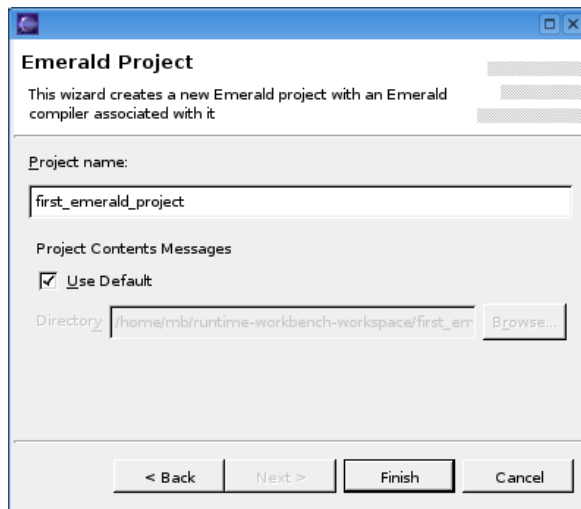 Emerald Project
This wizard creates a new Emerald project with an Emerald
compiler associated with it
Project name:
first_emerald_project
Project Contents Messages
Use Default
Directory /home/mb/runtime-workbench-workspace/first_em Browse...
< Back Next > Finish Cancel